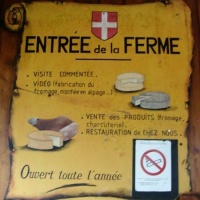 ENTRÉE de la FERME
. VISITE COMMENTÉE.
. VIDÉO (fabrication du
fromage, montée en alpage...)
. VENTE des PRODUITS (fromage,
charcuterie).
. RESTAURATION de CHEZ NOUS.
Ouvert toute l'année